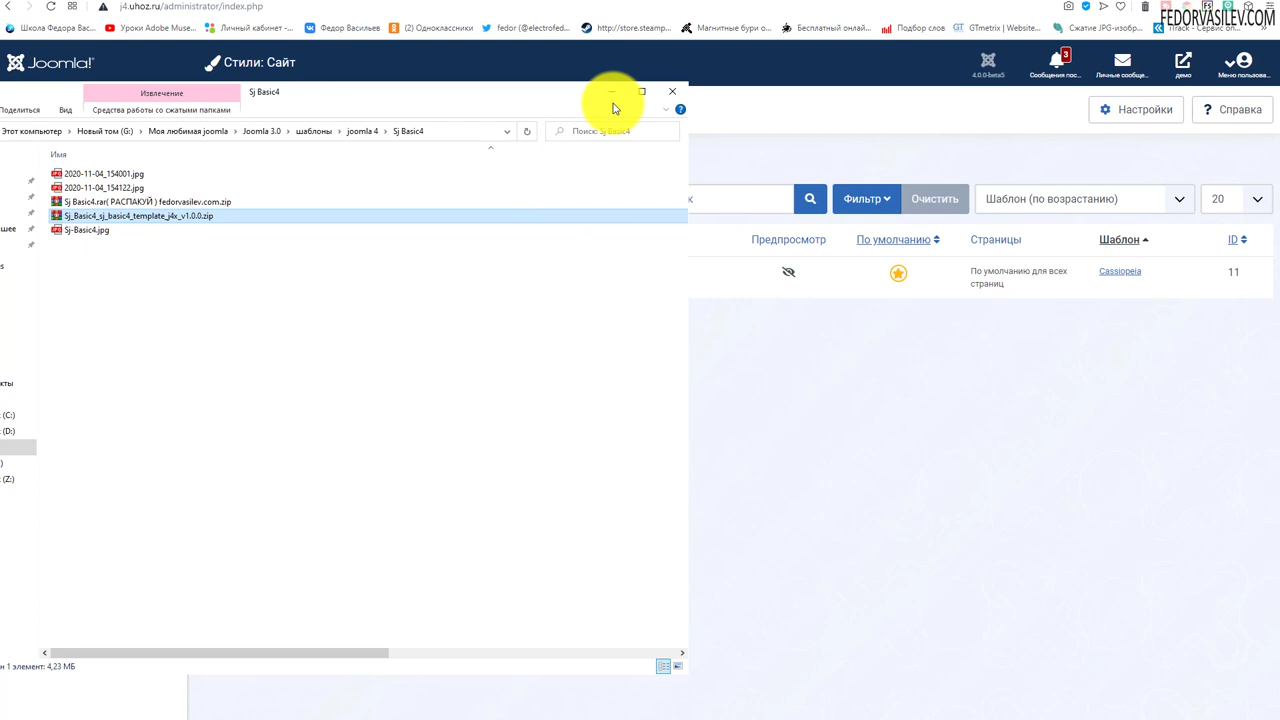 j4.uhoz.ru/administrator/index.php
FEDORVASILEV.COM
Школа Федора Вас...
Уроки Adobe Muse...
Личный кабинет -...
Федор Васильев
(2) Одноклассники
fedor (@electrofed...
http://store.steamp...
Магнитные бури о...
Бесплатный онлай...
Подбор слов
GTmetrix | Website...
Сжатие JPG-изобр...
Joomla!
Стили: Сайт
4.0.0-beta5
3
Сообщения пос...
Личные сообще...
демо
Меню пользова...
Извлечение
Sj Basic4
Поделиться
Вид
Средства работы со сжатыми папками
Настройки
Справка
Этот компьютер > Новый том (G:) > Моя любимая joomla > Joomla 3.0 > шаблоны > joomla 4 > Sj Basic4
Поиск: Sj Basic4
Имя
2020-11-04_154001.jpg
2020-11-04_154122.jpg
Sj Basic4.rar( РАСПАКУЙ ) fedorvasilev.com.zip
Sj_Basic4_sj_basic4_template_j4x_v1.0.0.zip
Sj-Basic4.jpg
к
Фильтр
Очистить
Шаблон (по возрастанию)
20
Предпросмотр
По умолчанию
Страницы
Шаблон
ID
По умолчанию для всех
страниц
Cassiopeia
11
шее
s
кты
(C:)
(D:)
)
(Z:)
н 1 элемент: 4,23 МБ